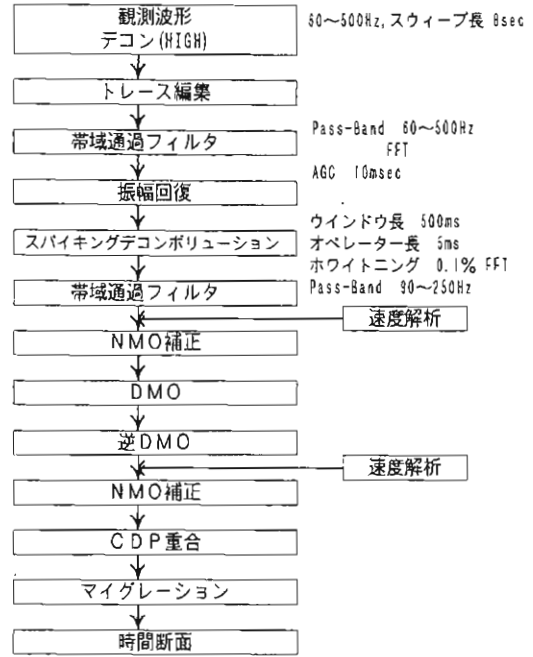 観測波形
デコン(HIGH)
60～500Hz, スウィープ長 8sec
トレース編集
帯域通過フィルタ
Pass-Band 60～500Hz
FFT
振幅回復
AGC 10msec
スパイキングデコンボリューション
ウインドウ長 500ms
オペレーター長 5ms
ホワイトニング 0.1% FFT
帯域通過フィルタ
Pass-Band 90～250Hz
速度解析
NMO補正
DMO
逆DMO
速度解析
NMO補正
CDP重合
マイグレーション
時間断面